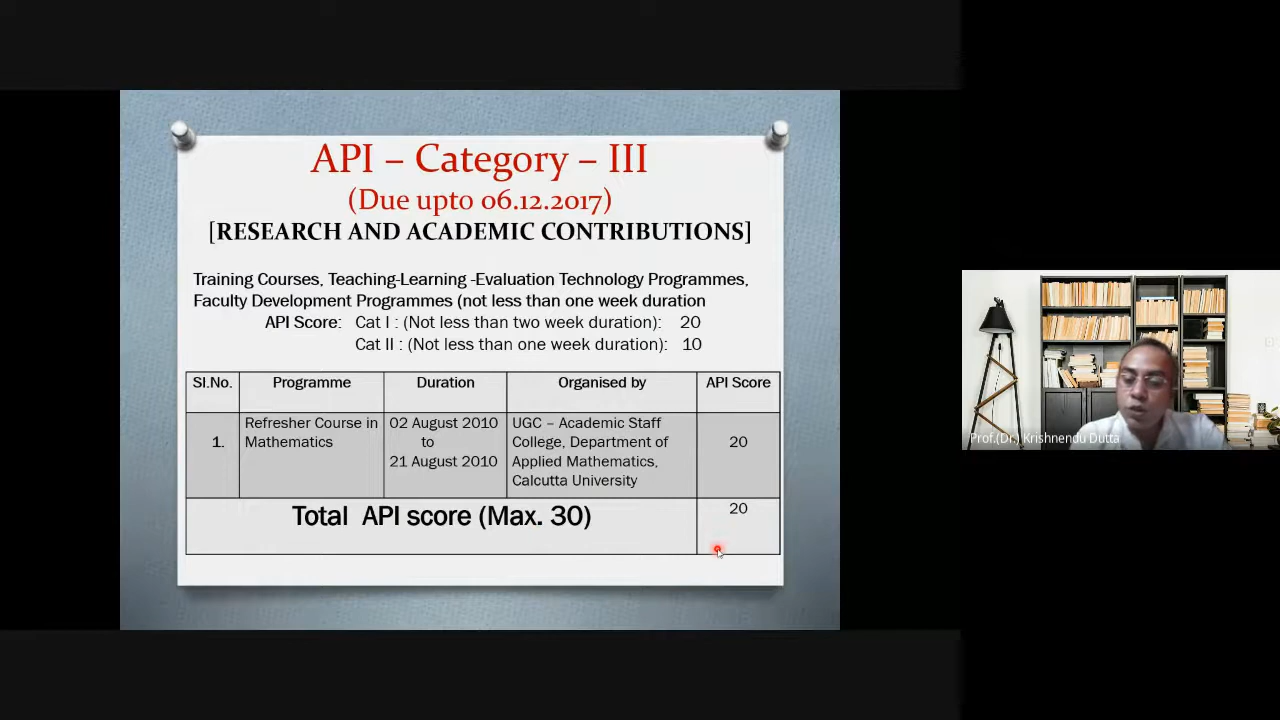 API – Category – III
(Due upto 06.12.2017)
[RESEARCH AND ACADEMIC CONTRIBUTIONS]
Training Courses, Teaching-Learning -Evaluation Technology Programmes,
Faculty Development Programmes (not less than one week duration
API Score: Cat I : (Not less than two week duration): 20
Cat II : (Not less than one week duration): 10
Sl.No. Programme Duration Organised by API Score
1. Refresher Course in Mathematics 02 August 2010 to 21 August 2010 UGC – Academic Staff College, Department of Applied Mathematics, Calcutta University 20
Total API score (Max. 30) 20
Prof.(Dr.) Krishnendu Dutta